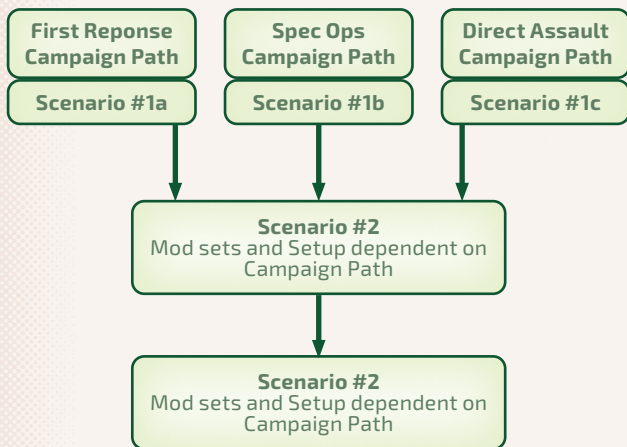 First Reponse
Campaign Path
Spec Ops
Campaign Path
Direct Assault
Campaign Path
Scenario #1a
Scenario #1b
Scenario #1c
Scenario #2
Mod sets and Setup dependent on
Campaign Path
Scenario #2
Mod sets and Setup dependent on
Campaign Path